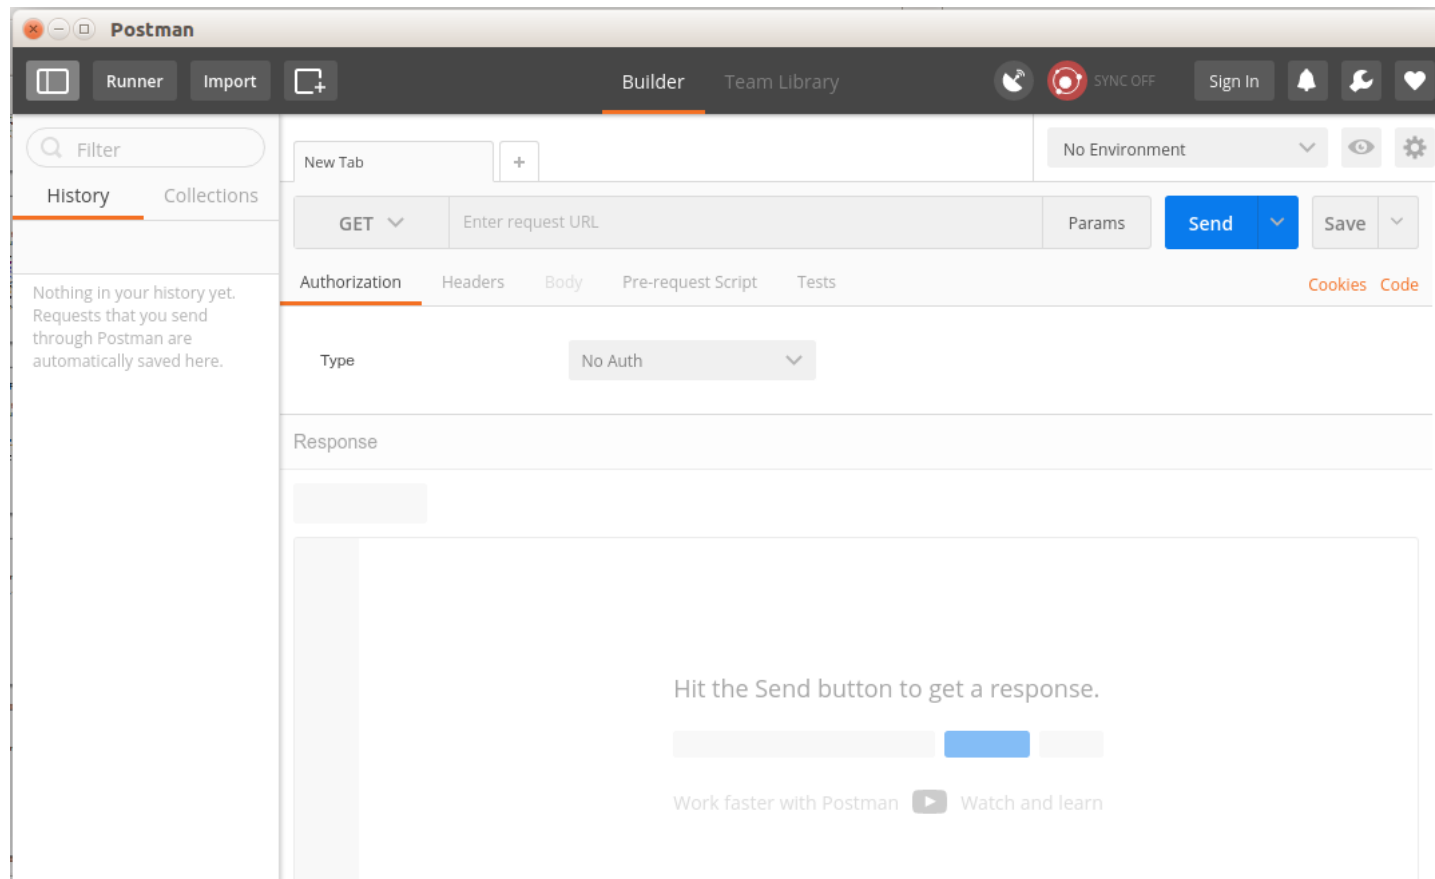 Postman
Runner Import Builder Team Library SYNC OFF Sign In
Filter
History Collections
Nothing in your history yet.
Requests that you send
through Postman are
automatically saved here.
New Tab + No Environment
GET Enter request URL Params Send Save
Authorization Headers Body Pre-request Script Tests Cookies Code
Type No Auth
Response
Hit the Send button to get a response.
Work faster with Postman Watch and learn